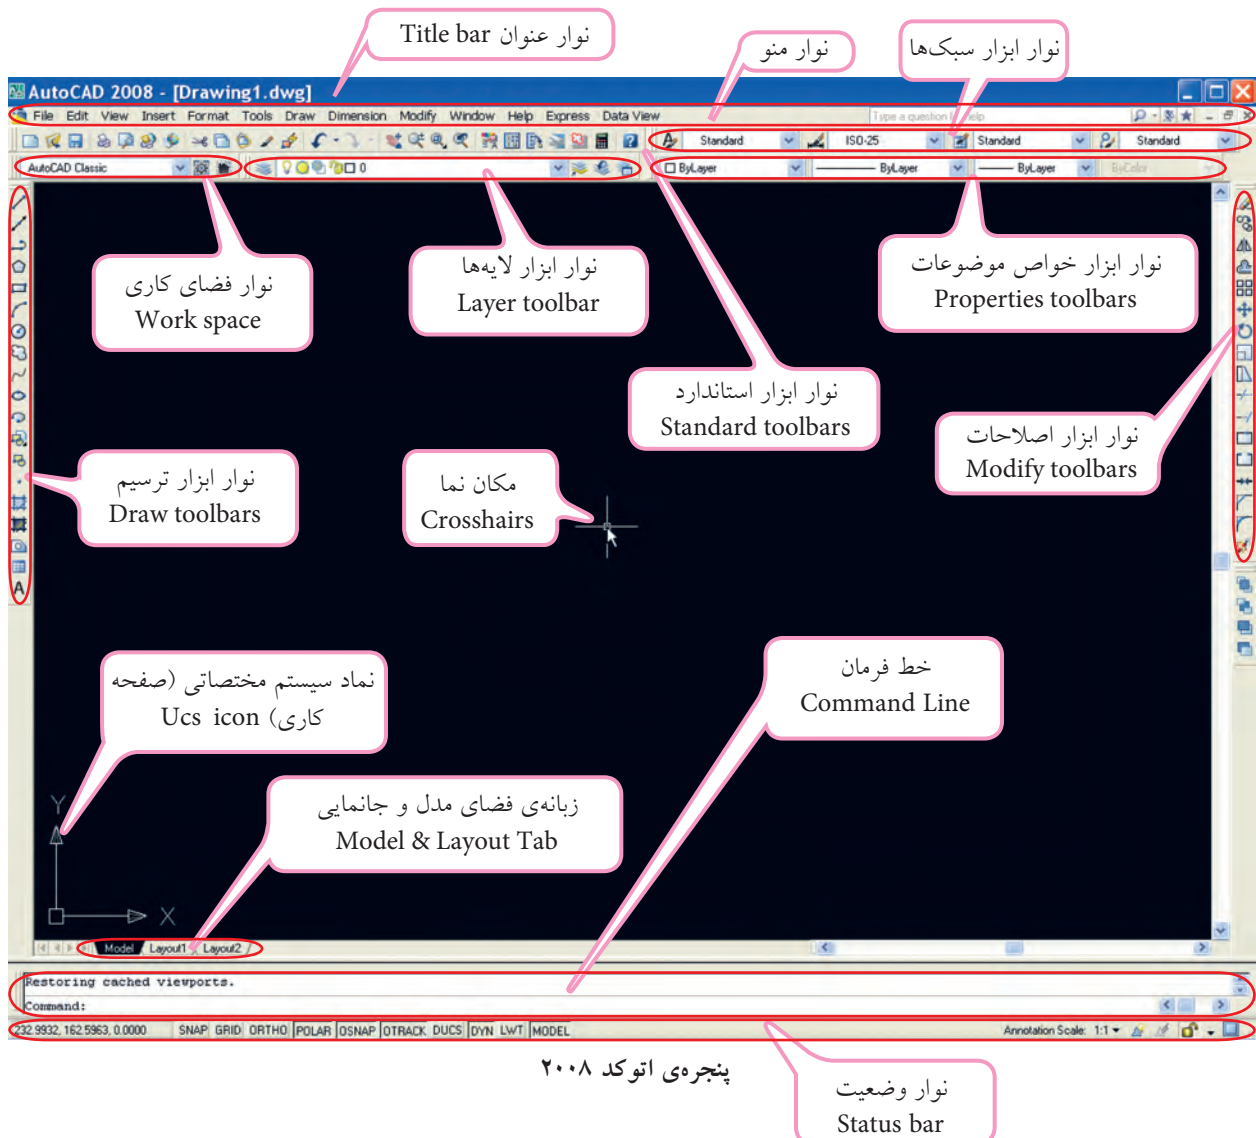 نوار عنوان Title bar
نوار منو
نوار ابزار سبک‌ها
AutoCAD 2008 - [Drawing1.dwg]
File Edit View Insert Format Tools Draw Dimension Modify Window Help Express Data View
Type a question for help
Standard ISO-25 Standard Standard
AutoCAD Classic 0 ByLayer ByLayer ByLayer ByColor
نوار فضای کاری
Work space
نوار ابزار لایه‌ها
Layer toolbar
نوار ابزار خواص موضوعات
Properties toolbars
نوار ابزار استاندارد
Standard toolbars
نوار ابزار اصلاحات
Modify toolbars
نوار ابزار ترسیم
Draw toolbars
مکان نما
Crosshairs
A
خط فرمان
Command Line
نماد سیستم مختصاتی (صفحه
کاری) Ucs icon
زبانه‌ی فضای مدل و جانمایی
Model & Layout Tab
Y
X
Model Layout1 Layout2
Restoring cached viewports.
Command:
232.9932, 162.5963, 0.0000 SNAP GRID ORTHO POLAR OSNAP OTRACK DUCS DYN LWT MODEL Annotation Scale: 1:1
پنجره‌ی اتوکد ۲۰۰۸
نوار وضعیت
Status bar